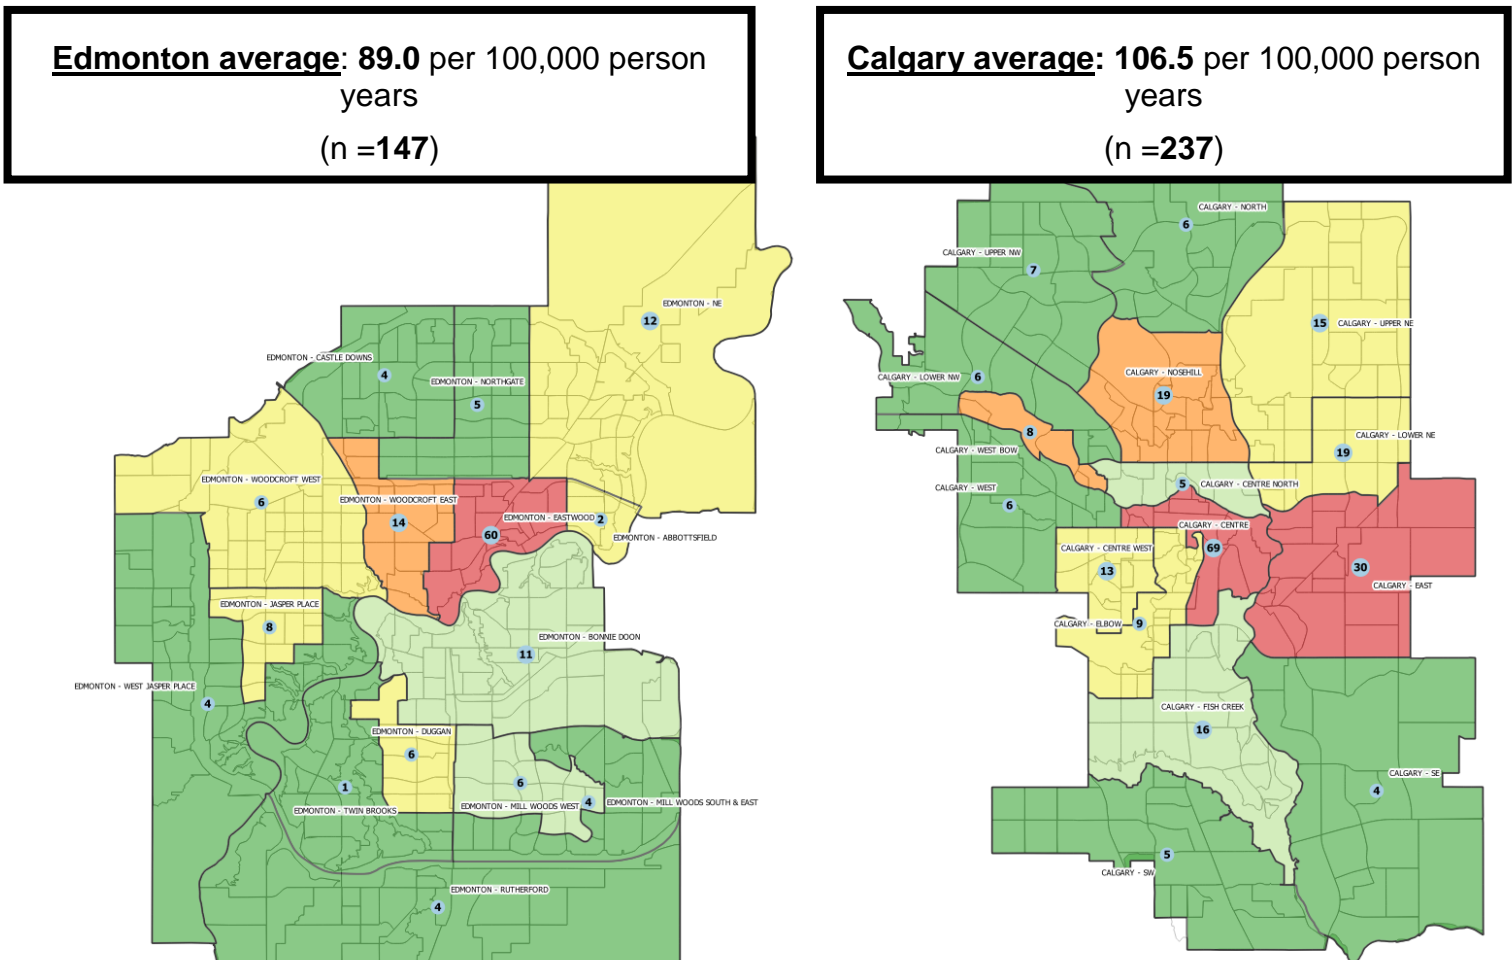 Edmonton average: 89.0 per 100,000 person
years
(n =147)
Calgary average: 106.5 per 100,000 person
years
(n =237)
EDMONTON - NE
12
EDMONTON - CASTLE DOWNS
4
EDMONTON - NORTHGATE
5
EDMONTON - WOODCROFT WEST
6
EDMONTON - WOODCROFT EAST
14
EDMONTON - EASTWOOD
60
2
EDMONTON - ABBOTTSFIELD
EDMONTON - JASPER PLACE
8
EDMONTON - BONNIE DOON
11
EDMONTON - WEST JASPER PLACE
4
EDMONTON - DUGGAN
6
1
EDMONTON - TWIN BROOKS
6
EDMONTON - MILL WOODS WEST
4
EDMONTON - MILL WOODS SOUTH & EAST
EDMONTON - RUTHERFORD
4
CALGARY - NORTH
6
CALGARY - UPPER NW
7
15
CALGARY - UPPER NE
CALGARY - LOWER NW
6
CALGARY - NOSEHILL
19
8
CALGARY - WEST BOW
CALGARY - LOWER NE
19
CALGARY - WEST
6
5
CALGARY - CENTRE NORTH
CALGARY - CENTRE
69
CALGARY - CENTRE WEST
13
30
CALGARY - EAST
CALGARY - ELBOW
9
CALGARY - FISH CREEK
16
CALGARY - SE
4
5
CALGARY - SW